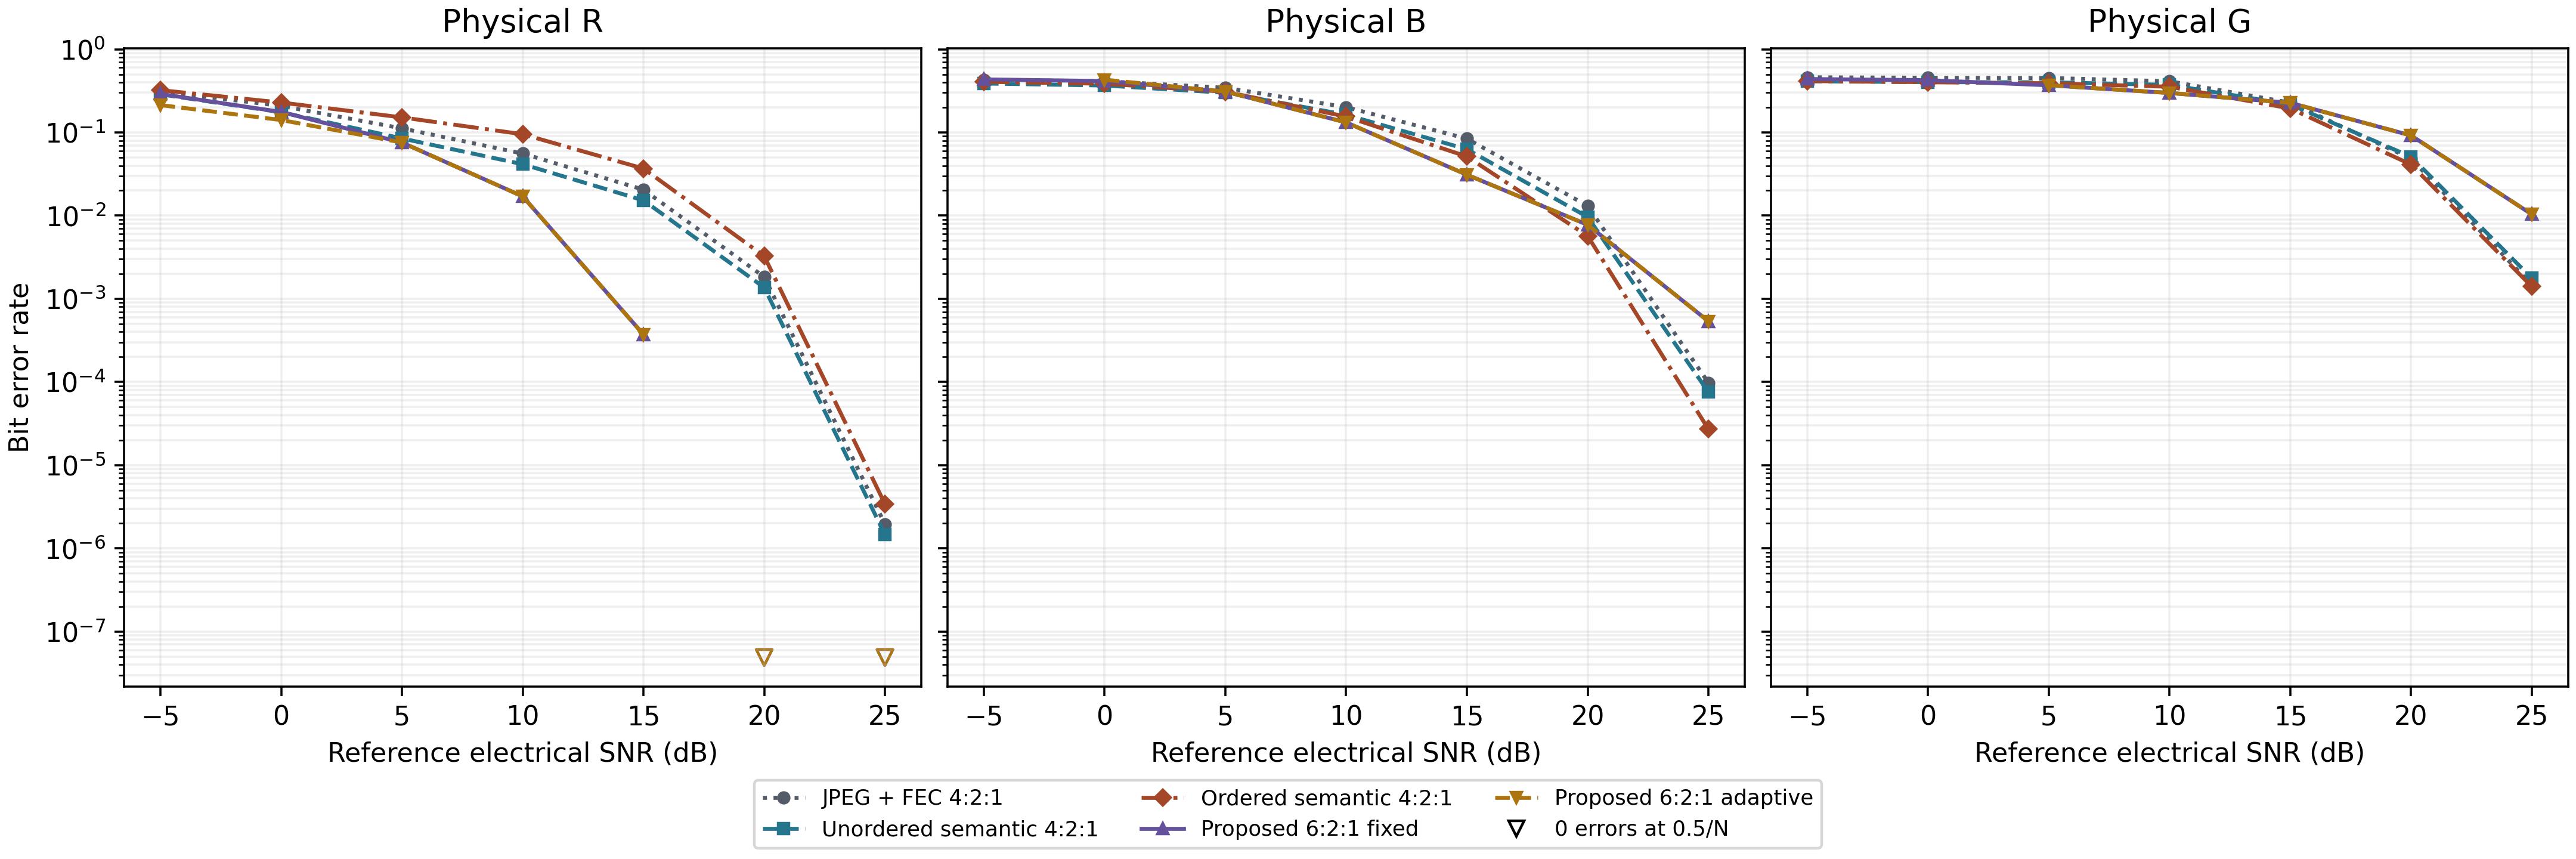 Physical R
Physical B
Physical G
Bit error rate
10⁰
10⁻¹
10⁻²
10⁻³
10⁻⁴
10⁻⁵
10⁻⁶
10⁻⁷
−5 0 5 10 15 20 25
−5 0 5 10 15 20 25
−5 0 5 10 15 20 25
Reference electrical SNR (dB)
Reference electrical SNR (dB)
Reference electrical SNR (dB)
JPEG + FEC 4:2:1
Unordered semantic 4:2:1
Ordered semantic 4:2:1
Proposed 6:2:1 fixed
Proposed 6:2:1 adaptive
0 errors at 0.5/N